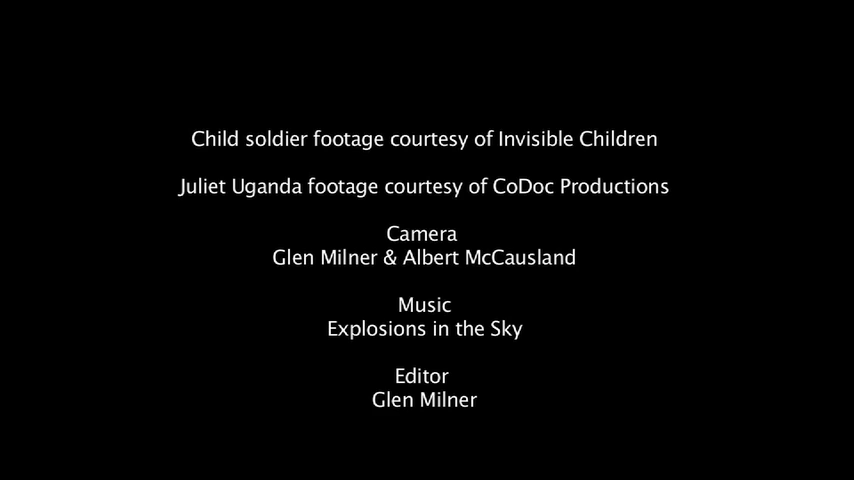 Child soldier footage courtesy of Invisible Children
Juliet Uganda footage courtesy of CoDoc Productions
Camera
Glen Milner & Albert McCausland
Music
Explosions in the Sky
Editor
Glen Milner